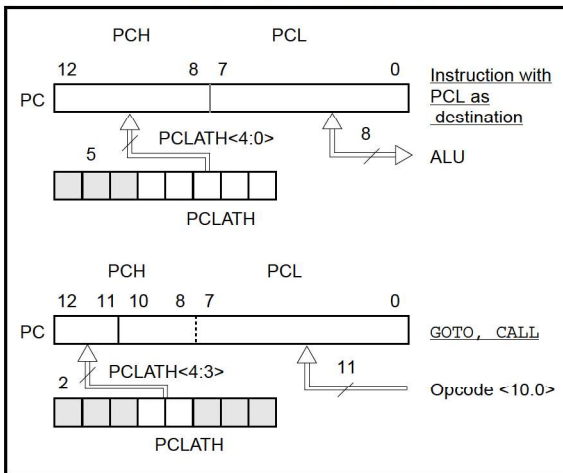 PCH PCL
12 8 7 0
PC
Instruction with
PCL as
destination
PCLATH<4:0>
8
5
ALU
PCLATH
PCH PCL
12 11 10 8 7 0
PC
GOTO, CALL
PCLATH<4:3>
2
11
Opcode <10.0>
PCLATH